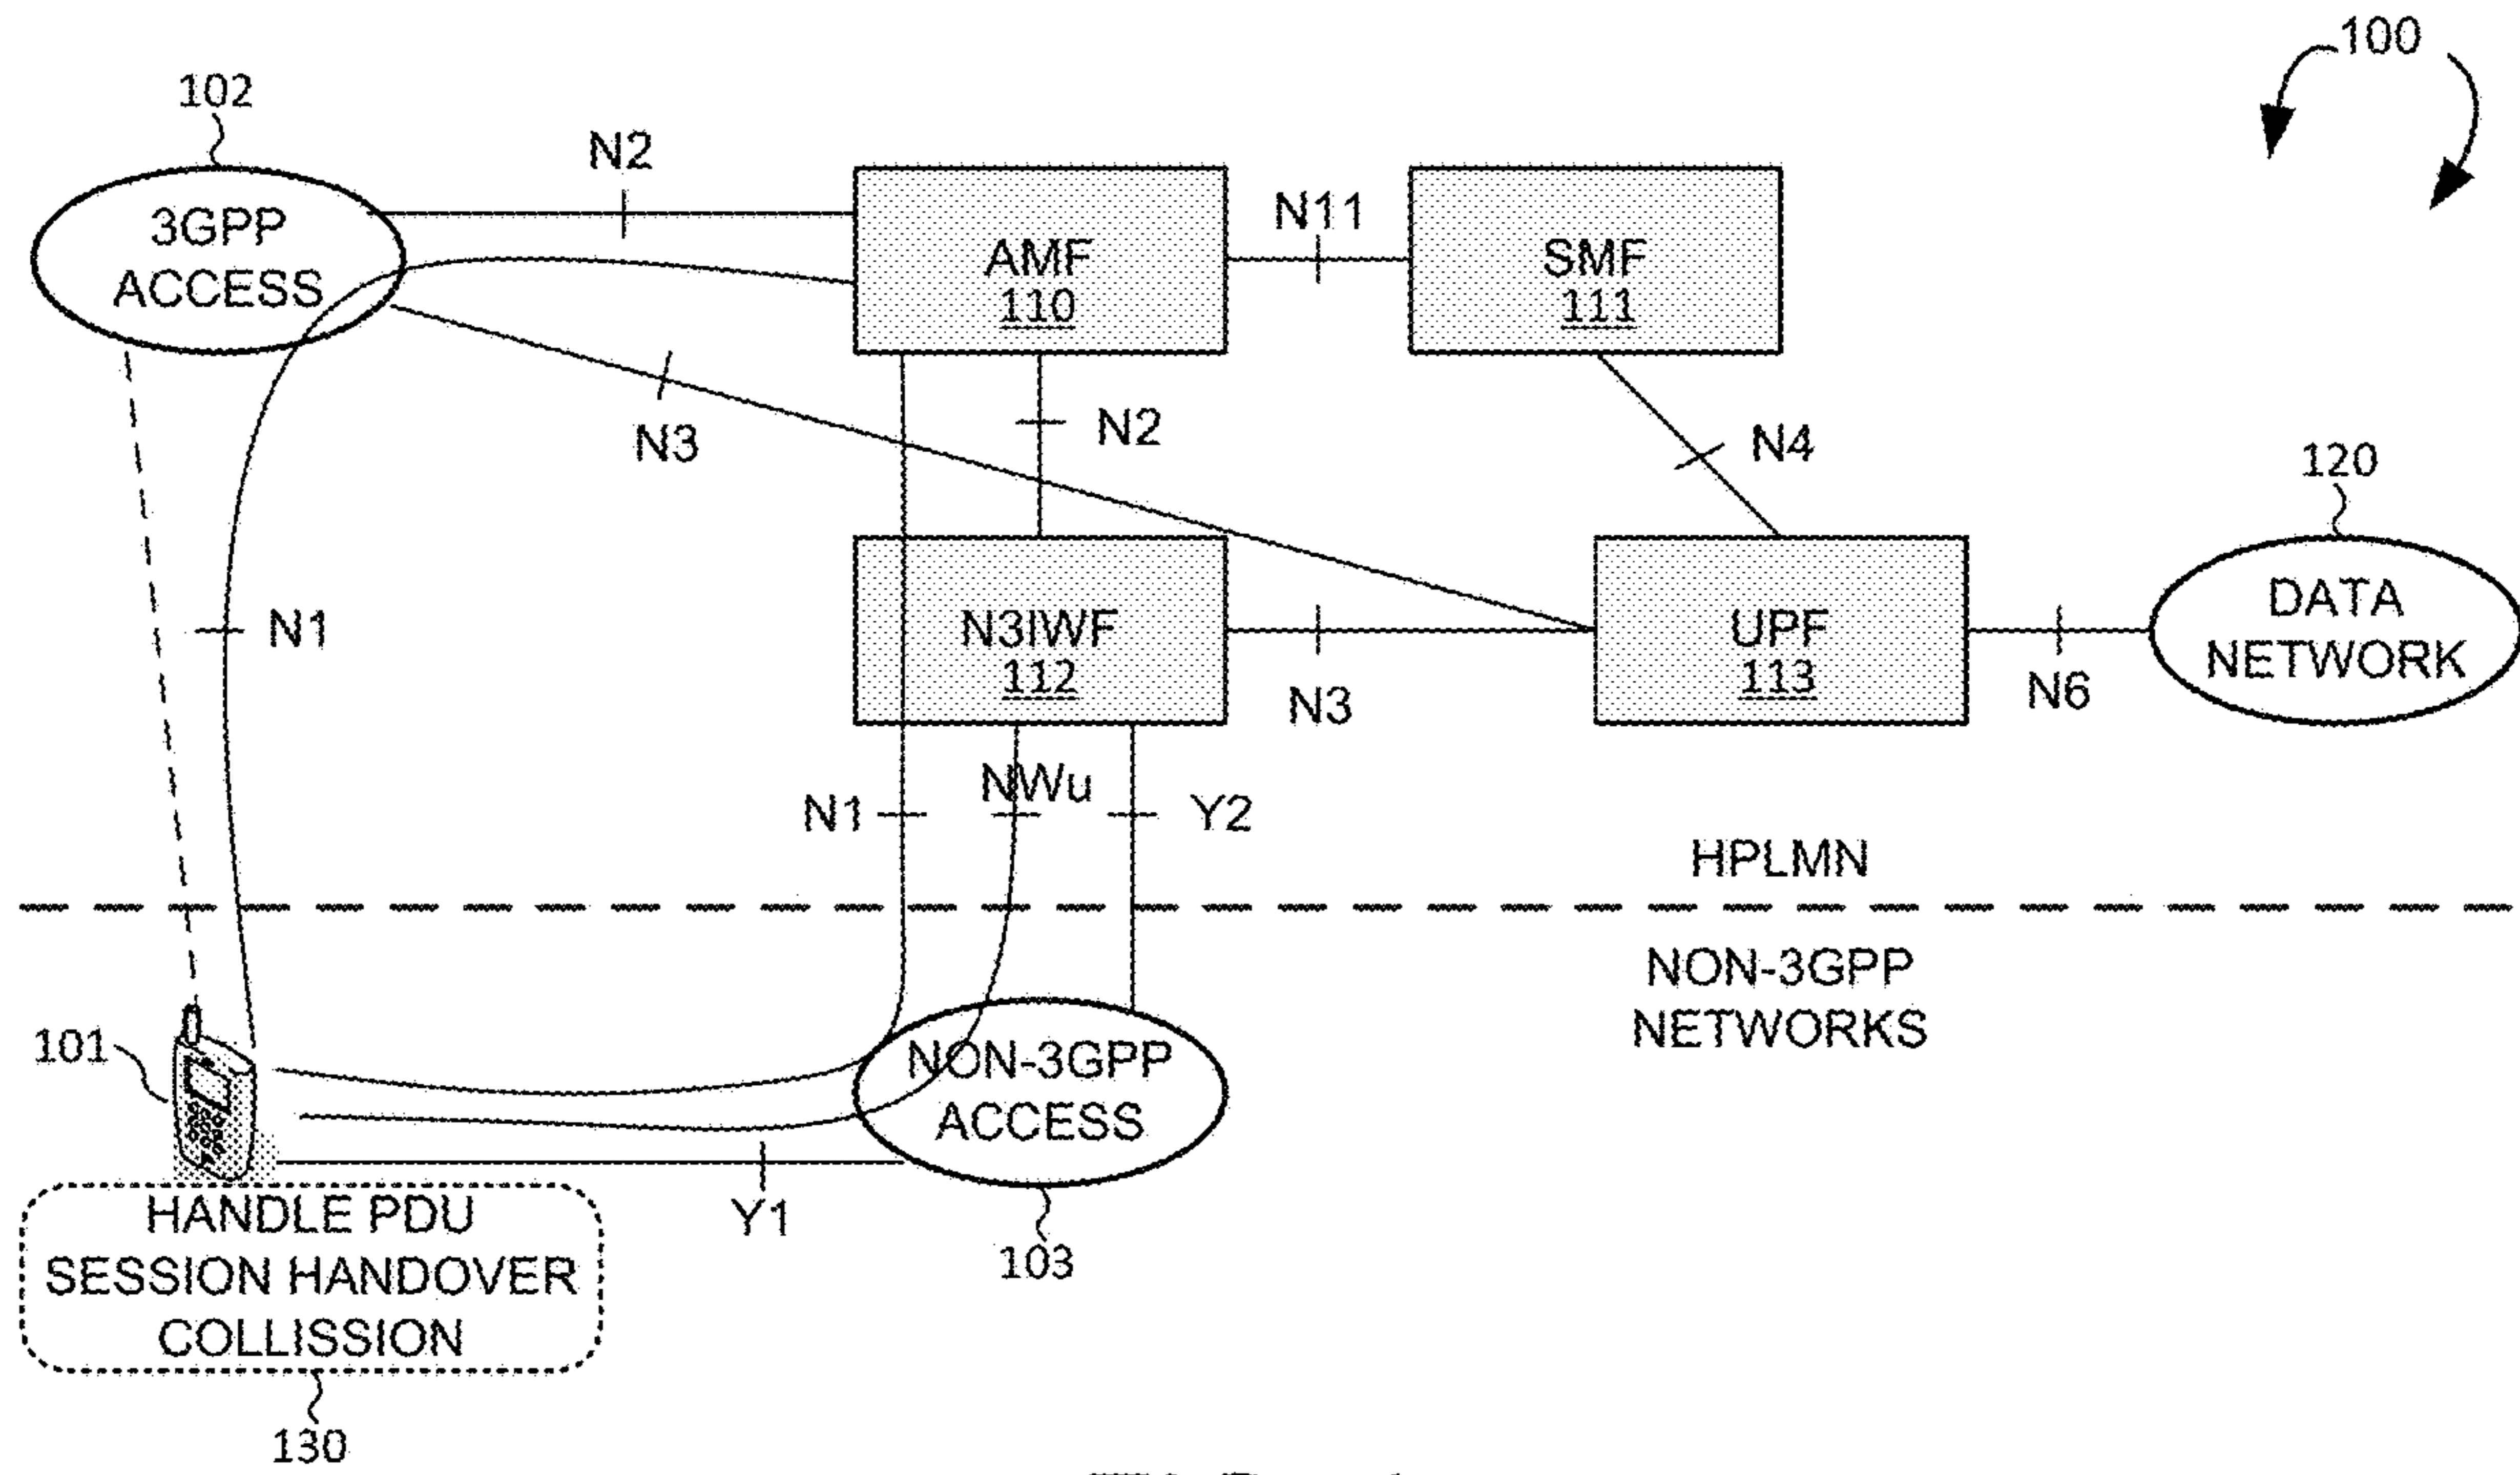 100
102
N2
3GPP
ACCESS
AMF
110
N11
SMF
111
N3
N2
N4
120
N1
N3IWF
112
N3
UPF
113
N6
DATA
NETWORK
N1
NWu
Y2
HPLMN
NON-3GPP
NETWORKS
101
NON-3GPP
ACCESS
Y1
103
HANDLE PDU
SESSION HANDOVER
COLLISSION
130